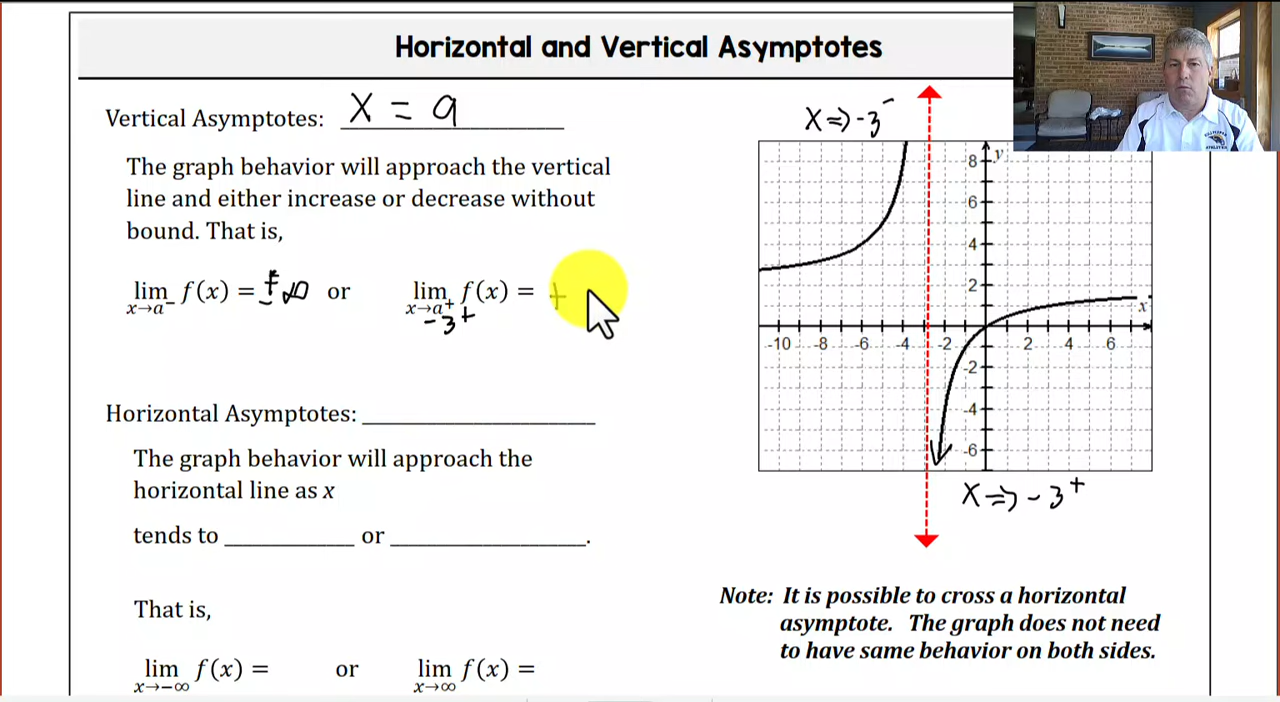 Horizontal and Vertical Asymptotes
Vertical Asymptotes: x = a
The graph behavior will approach the vertical
line and either increase or decrease without
bound. That is,
lim x→a⁻ f(x) = ±∞ or lim x→a⁺ f(x) = +
-3⁺
Horizontal Asymptotes: ____________________
The graph behavior will approach the
horizontal line as x
tends to ___________ or _________________.
That is,
lim x→−∞ f(x) = or lim x→∞ f(x) =
x ⇒ -3⁻
y
8
6
4
2
x
-10 -8 -6 -4 -2 2 4 6
-2
-4
-6
x ⇒ -3⁺
Note: It is possible to cross a horizontal
asymptote. The graph does not need
to have same behavior on both sides.